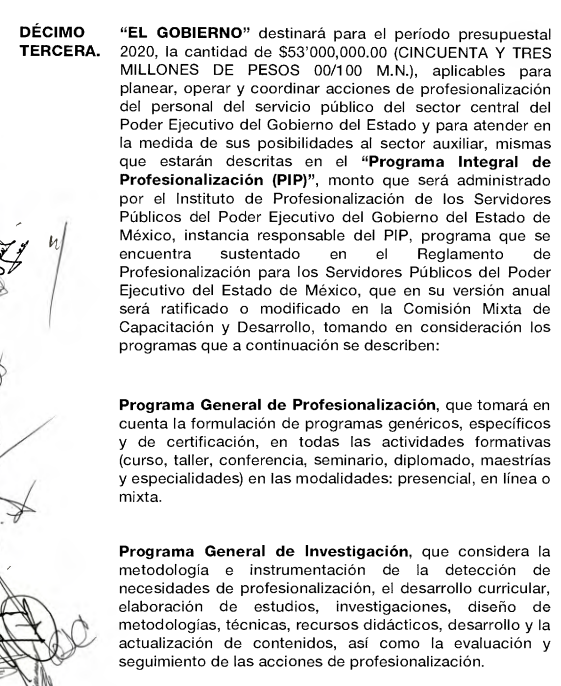 DÉCIMO TERCERA.
“EL GOBIERNO” destinará para el período presupuestal
2020, la cantidad de $53’000,000.00 (CINCUENTA Y TRES
MILLONES DE PESOS 00/100 M.N.), aplicables para
planear, operar y coordinar acciones de profesionalización
del personal del servicio público del sector central del
Poder Ejecutivo del Gobierno del Estado y para atender en
la medida de sus posibilidades al sector auxiliar, mismas
que estarán descritas en el “Programa Integral de
Profesionalización (PIP)”, monto que será administrado
por el Instituto de Profesionalización de los Servidores
Públicos del Poder Ejecutivo del Gobierno del Estado de
México, instancia responsable del PIP, programa que se
encuentra sustentado en el Reglamento de
Profesionalización para los Servidores Públicos del Poder
Ejecutivo del Estado de México, que en su versión anual
será ratificado o modificado en la Comisión Mixta de
Capacitación y Desarrollo, tomando en consideración los
programas que a continuación se describen:
Programa General de Profesionalización, que tomará en
cuenta la formulación de programas genéricos, específicos
y de certificación, en todas las actividades formativas
(curso, taller, conferencia, seminario, diplomado, maestrías
y especialidades) en las modalidades: presencial, en línea o
mixta.
Programa General de Investigación, que considera la
metodología e instrumentación de la detección de
necesidades de profesionalización, el desarrollo curricular,
elaboración de estudios, investigaciones, diseño de
metodologías, técnicas, recursos didácticos, desarrollo y la
actualización de contenidos, así como la evaluación y
seguimiento de las acciones de profesionalización.